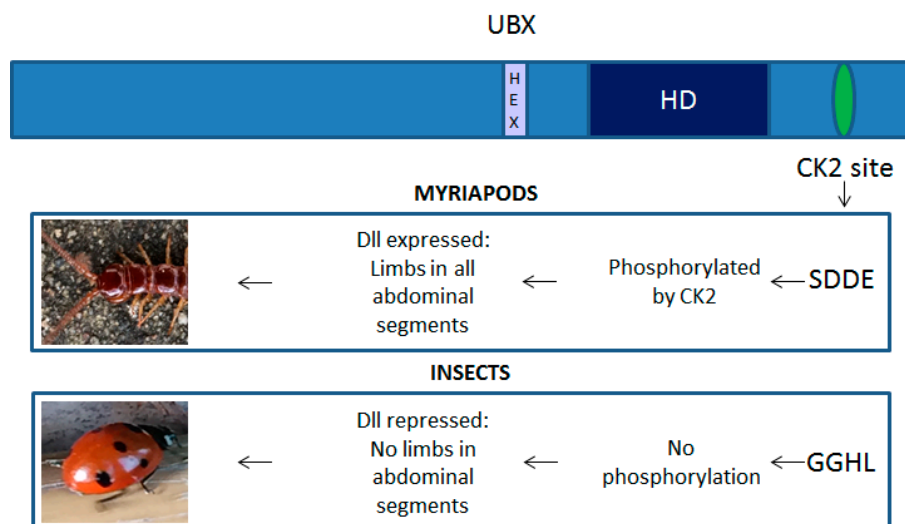 UBX
H
E
X
HD
CK2 site
MYRIAPODS
Dll expressed:
Limbs in all
abdominal
segments
Phosphorylated
by CK2
SDDE
INSECTS
Dll repressed:
No limbs in
abdominal
segments
No
phosphorylation
GGHL